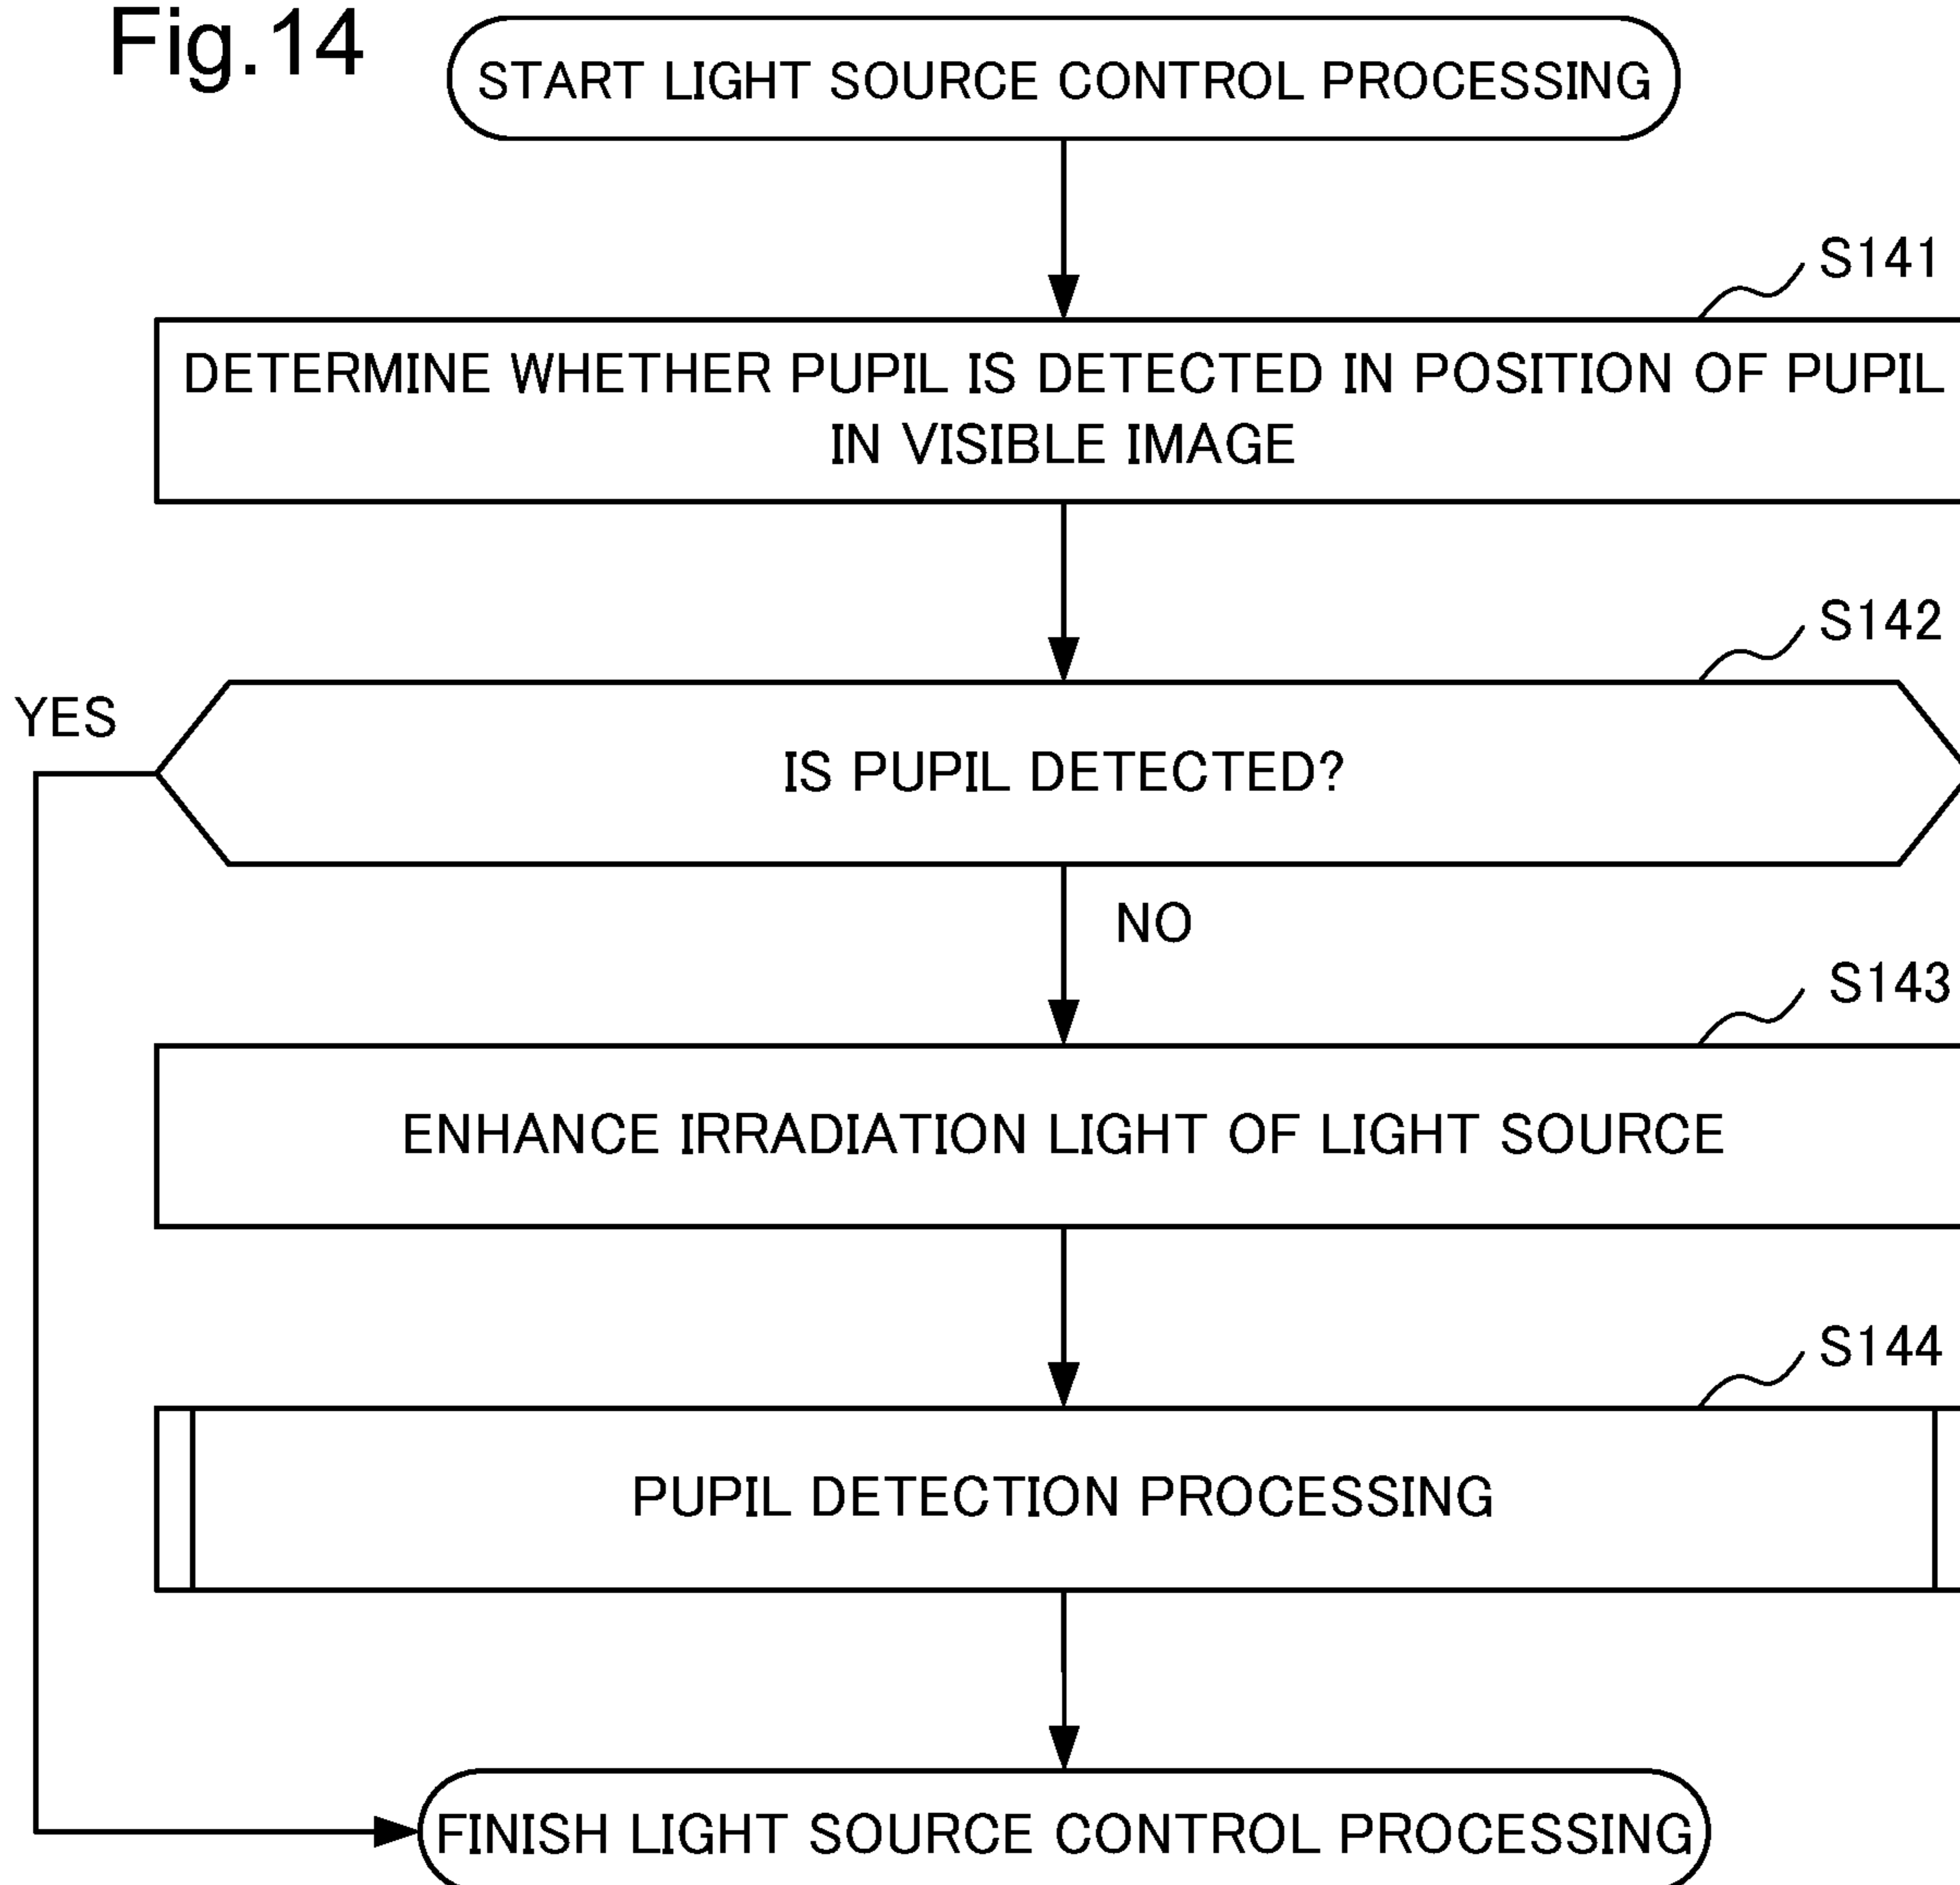 Fig.14
START LIGHT SOURCE CONTROL PROCESSING
S141
DETERMINE WHETHER PUPIL IS DETECTED IN POSITION OF PUPIL
IN VISIBLE IMAGE
S142
YES
IS PUPIL DETECTED?
NO
S143
ENHANCE IRRADIATION LIGHT OF LIGHT SOURCE
S144
PUPIL DETECTION PROCESSING
FINISH LIGHT SOURCE CONTROL PROCESSING